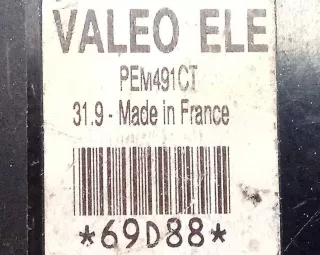 VALEO ELE
PEM491CT
31.9 - Made in France
*69D88*